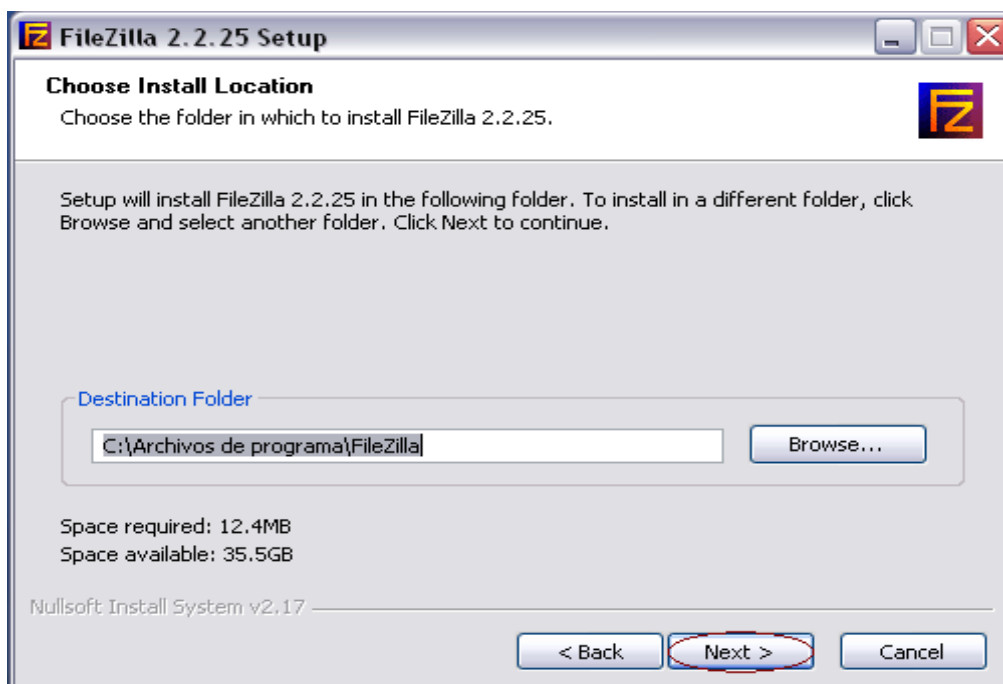 FileZilla 2.2.25 Setup
Choose Install Location
Choose the folder in which to install FileZilla 2.2.25.
Setup will install FileZilla 2.2.25 in the following folder. To install in a different folder, click
Browse and select another folder. Click Next to continue.
Destination Folder
C:\Archivos de programa\FileZilla
Browse...
Space required: 12.4MB
Space available: 35.5GB
Nullsoft Install System v2.17
< Back
Next >
Cancel